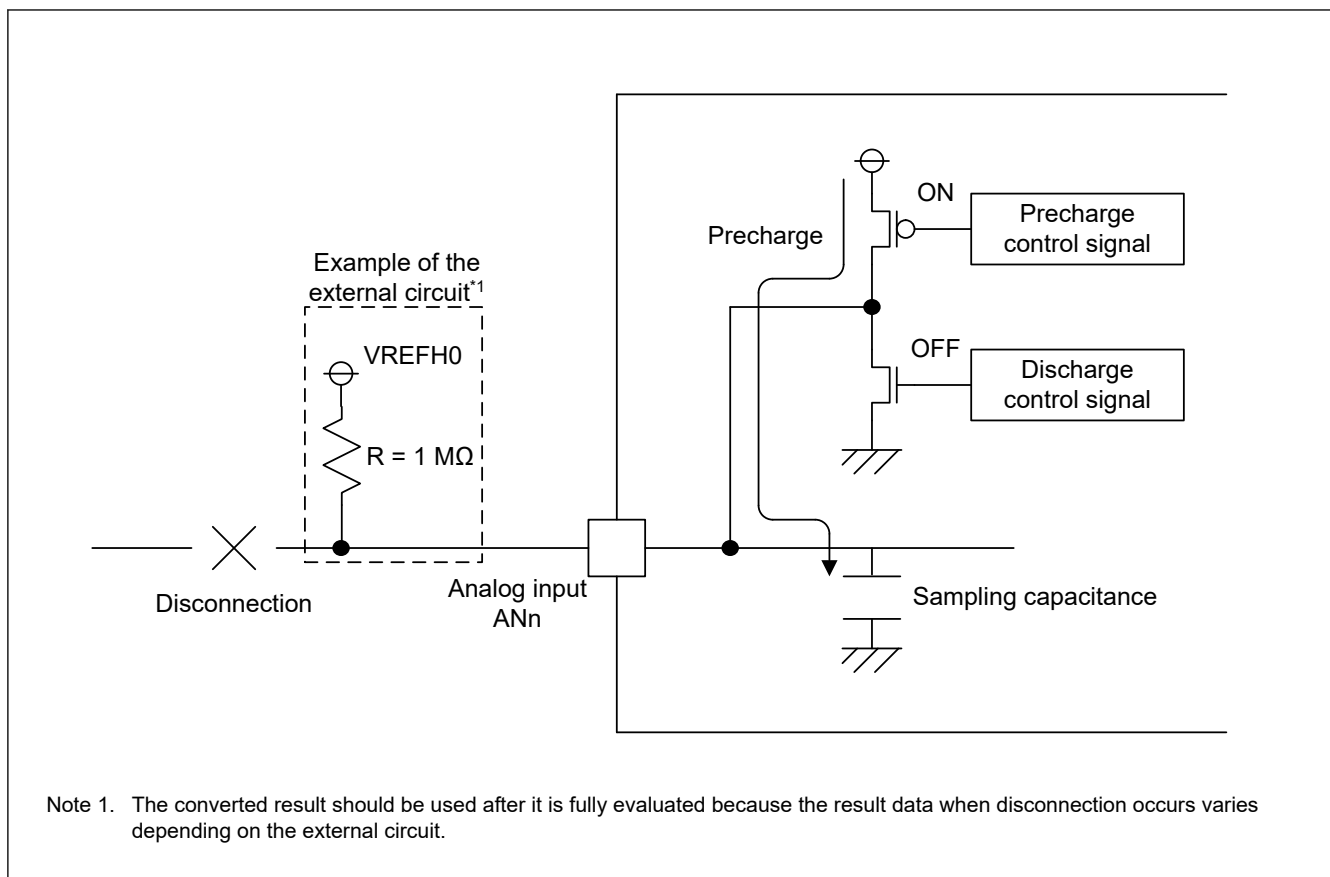 ON
Precharge
control signal
Precharge
Example of the
external circuit*1
VREFH0
OFF
Discharge
control signal
R = 1 MΩ
Disconnection
Analog input
ANn
Sampling capacitance
Note 1. The converted result should be used after it is fully evaluated because the result data when disconnection occurs varies
depending on the external circuit.